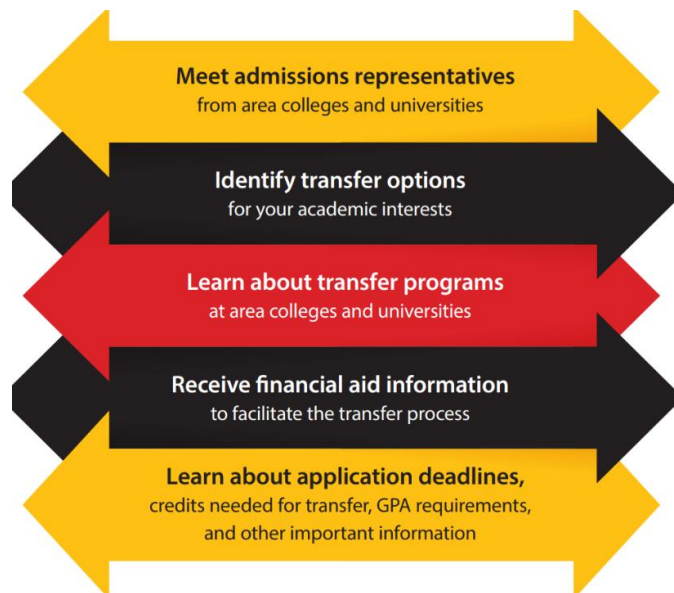 Meet admissions representatives
from area colleges and universities
Identify transfer options
for your academic interests
Learn about transfer programs
at area colleges and universities
Receive financial aid information
to facilitate the transfer process
Learn about application deadlines,
credits needed for transfer, GPA requirements,
and other important information